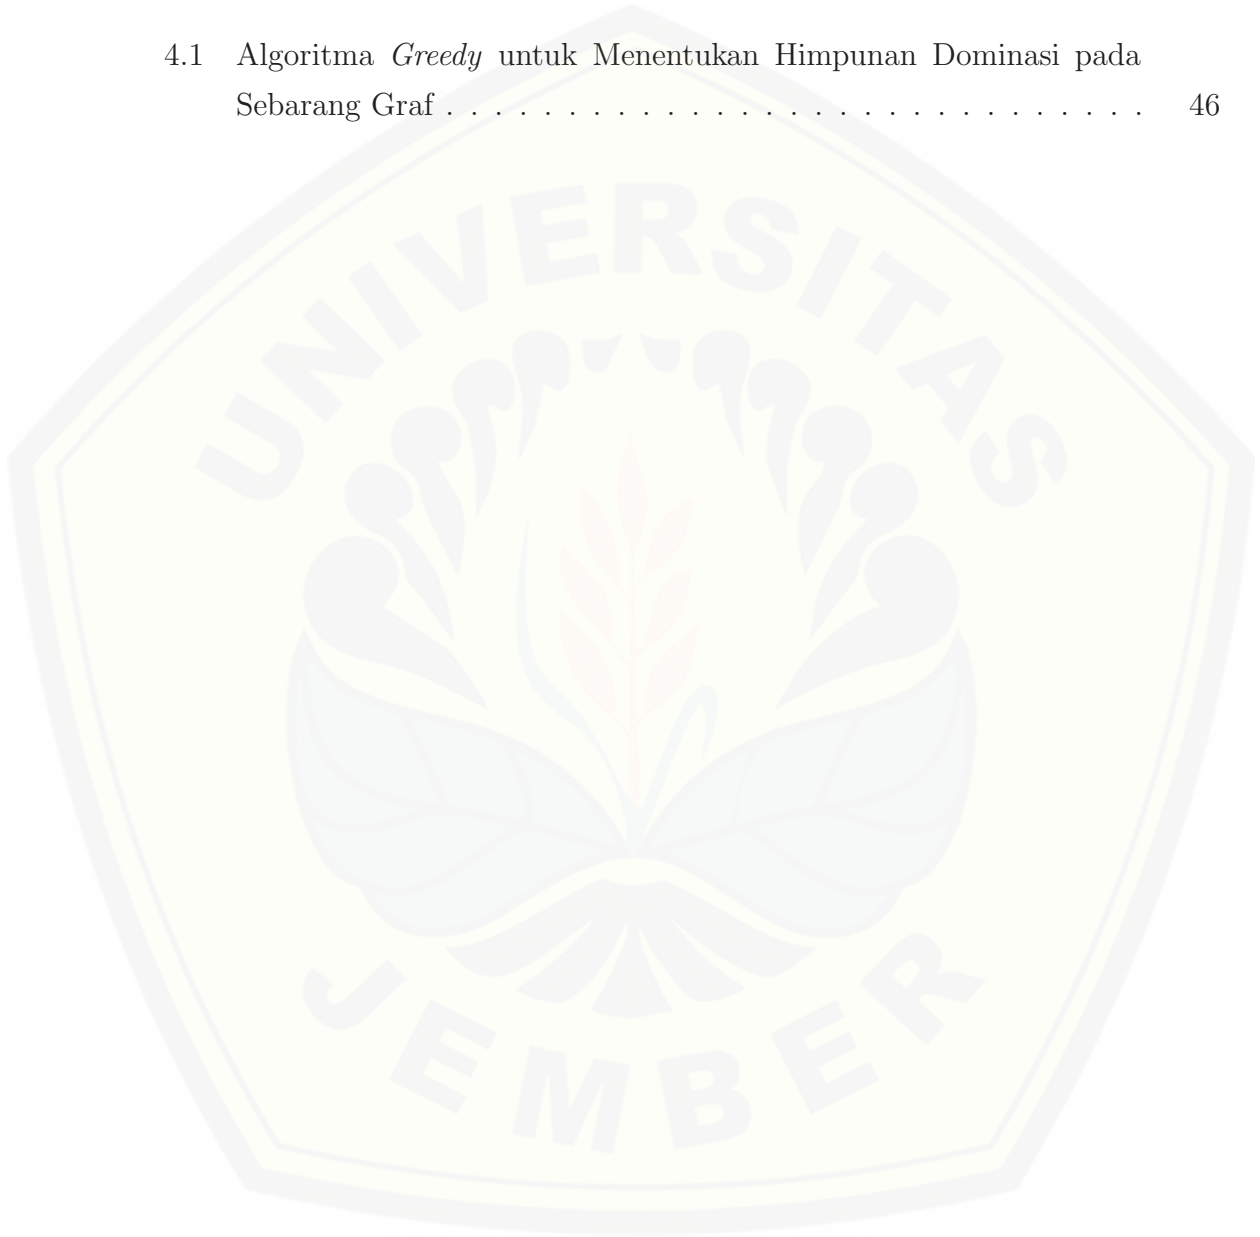 4.1 Algoritma Greedy untuk Menentukan Himpunan Dominasi pada
Sebarang Graf . . . . . . . . . . . . . . . . . . . . . . . . . . . . . 46
UNIVERSITAS
JEMBER